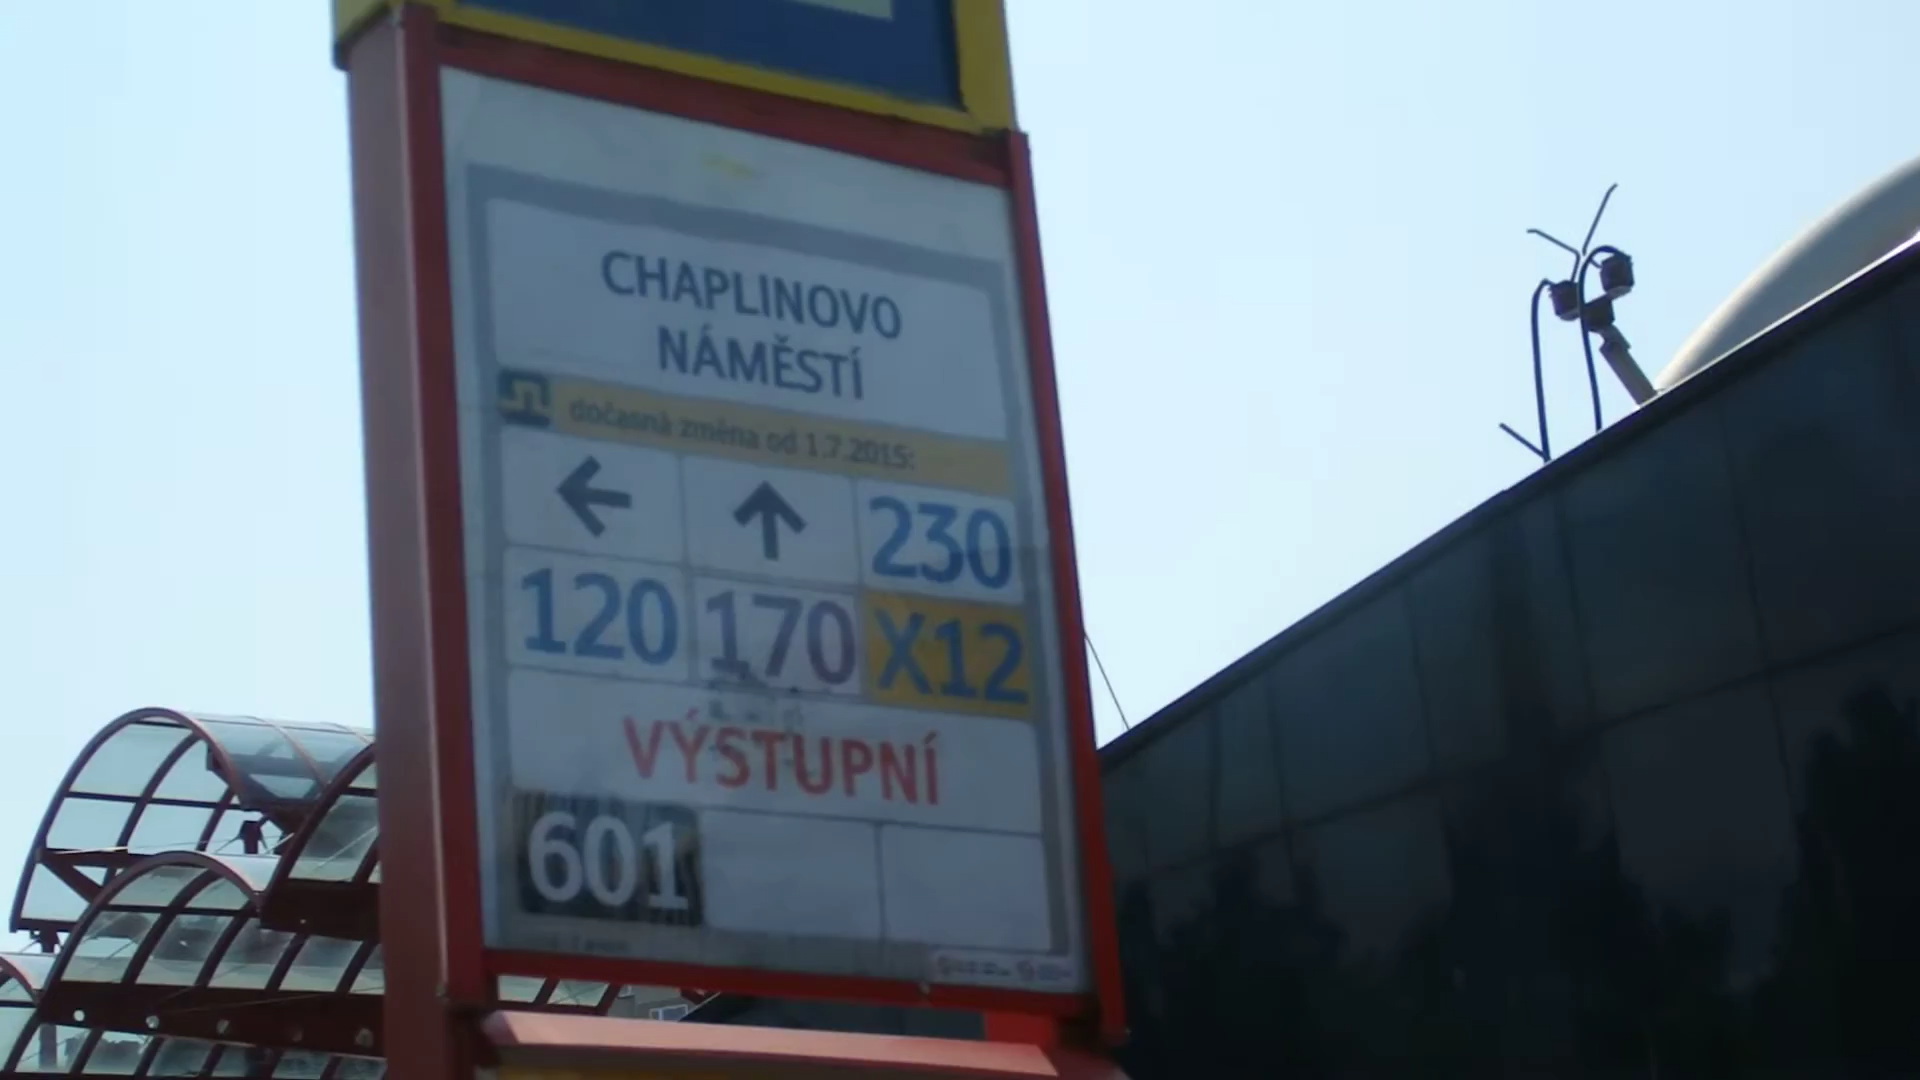 CHAPLINOVO
NÁMĚSTÍ
dočasná změna od 1.7.2015:
← ↑ 230
120 170 X12
VÝSTUPNÍ
601